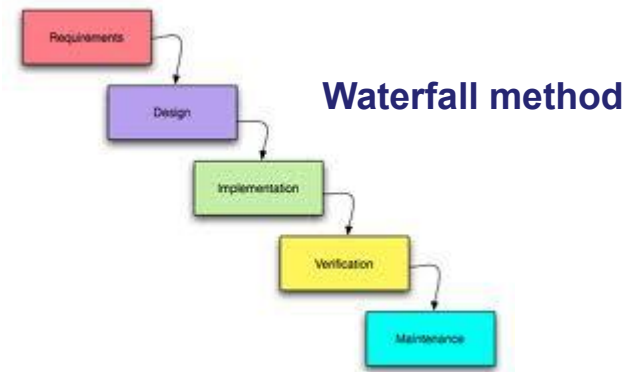 Requirements
Waterfall method
Design
Implementation
Verification
Maintenance